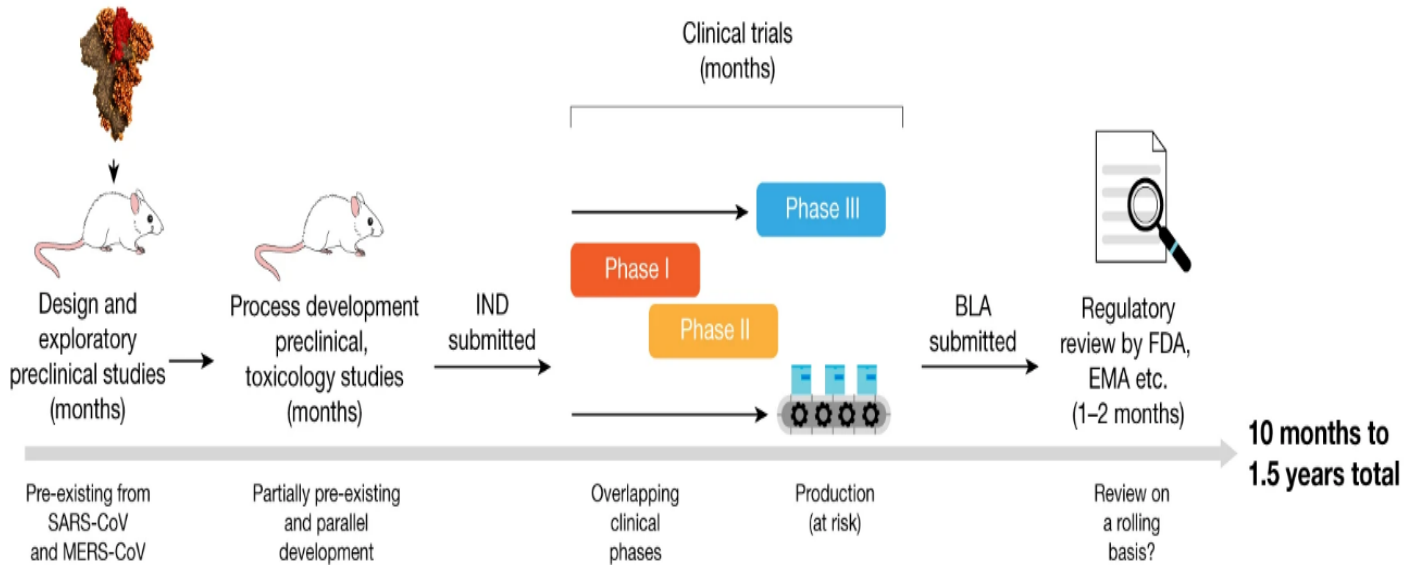 Clinical trials
(months)
Phase III
Phase I
Phase II
Design and
exploratory
preclinical studies
(months)
Process development
preclinical,
toxicology studies
(months)
IND
submitted
BLA
submitted
Regulatory
review by FDA,
EMA etc.
(1–2 months)
10 months to
1.5 years total
Pre-existing from
SARS-CoV
and MERS-CoV
Partially pre-existing
and parallel
development
Overlapping
clinical
phases
Production
(at risk)
Review on
a rolling
basis?